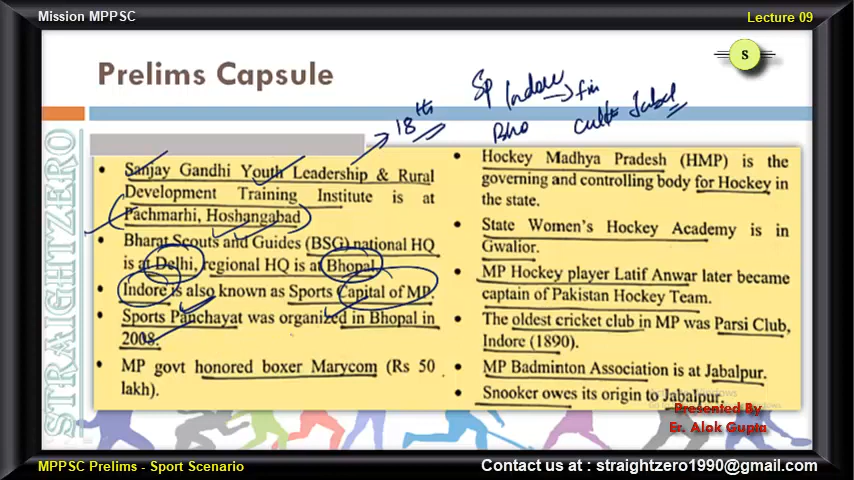 Mission MPPSC
Lecture 09
Prelims Capsule
S
18th
Sp Indore → fin
Bho
Cult Jabal
STRAIGHTZERO
• Sanjay Gandhi Youth Leadership & Rural
Development Training Institute is at
Pachmarhi, Hoshangabad
• Bharat Scouts and Guides (BSG) national HQ
is at Delhi, regional HQ is at Bhopal.
• Indore is also known as Sports Capital of MP.
• Sports Panchayat was organized in Bhopal in
2008.
• MP govt honored boxer Marycom (Rs 50
lakh).
• Hockey Madhya Pradesh (HMP) is the
governing and controlling body for Hockey in
the state.
• State Women's Hockey Academy is in
Gwalior.
• MP Hockey player Latif Anwar later became
captain of Pakistan Hockey Team.
• The oldest cricket club in MP was Parsi Club,
Indore (1890).
• MP Badminton Association is at Jabalpur.
• Snooker owes its origin to Jabalpur.
Presented By
Er. Alok Gupta
MPPSC Prelims - Sport Scenario
Contact us at : straightzero1990@gmail.com